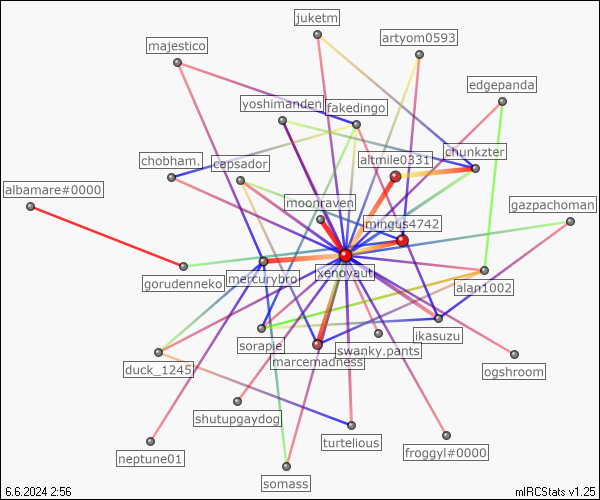 juketm
artyom0593
majestico
edgepanda
yoshimanden
fakedingo
chunkzter
altmile0331
chobham.
capsador
albamare#0000
moonraven
gazpachoman
mingus4742
xenoyaut
gorudenneko
mercurybro
alan1002
sorapie
ikasuzu
swanky.pants
marcemadness
duck_1245
ogshroom
shutupgaydog
turtelious
froggyl#0000
neptune01
somass
6.6.2024 2:56
mIRCStats v1.25